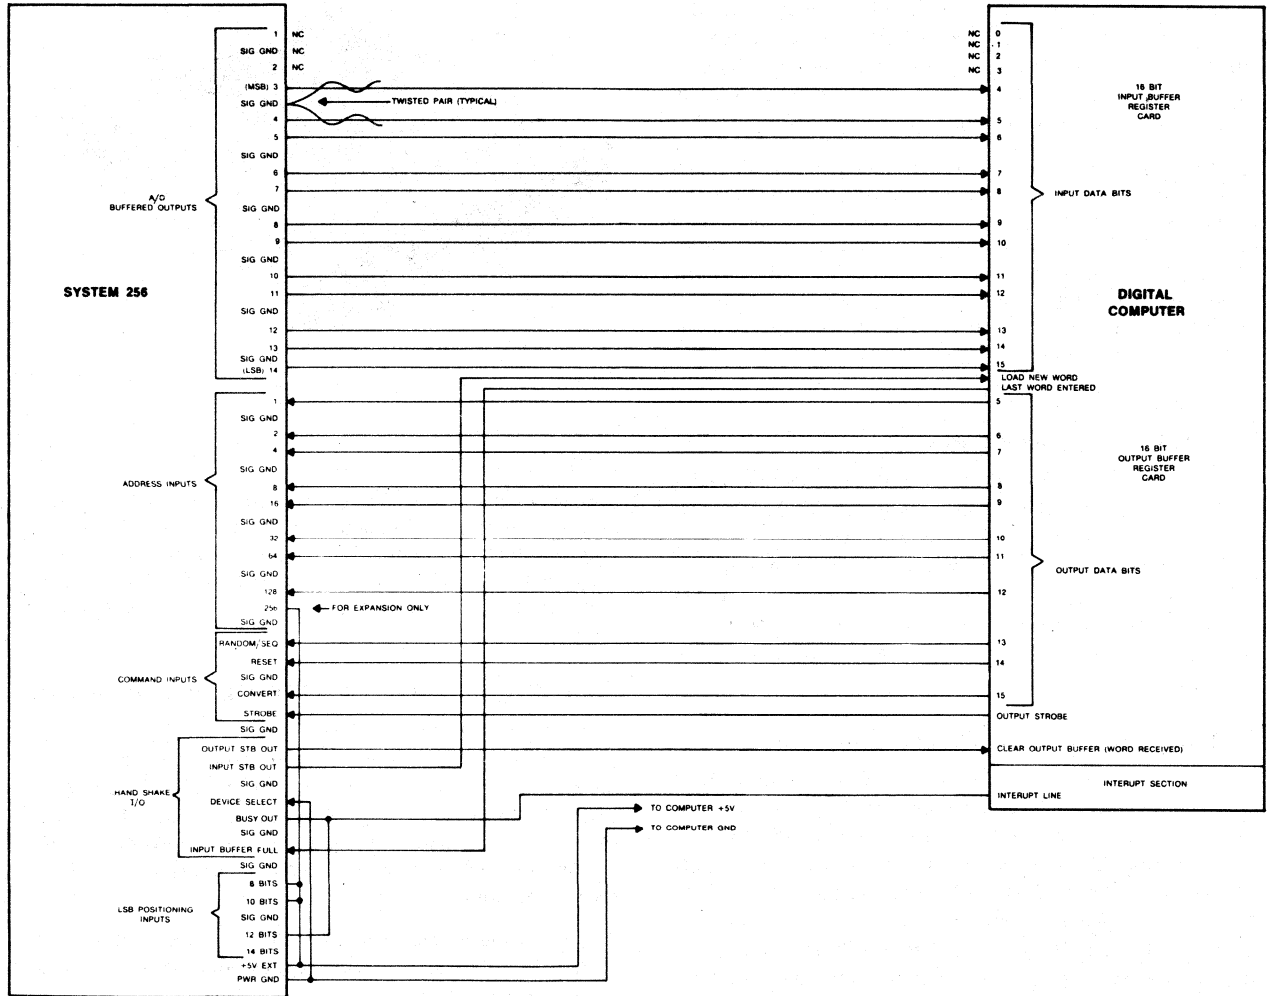 SYSTEM 256
A/D
BUFFERED OUTPUTS
1 NC
SIG GND NC
2 NC
(MSB) 3
SIG GND
TWISTED PAIR (TYPICAL)
4
5
SIG GND
6
7
SIG GND
8
9
SIG GND
10
11
SIG GND
12
13
SIG GND
(LSB) 14
ADDRESS INPUTS
1
SIG GND
2
4
SIG GND
8
16
SIG GND
32
64
SIG GND
128
256
FOR EXPANSION ONLY
SIG GND
COMMAND INPUTS
RANDOM/SEQ
RESET
SIG GND
CONVERT
STROBE
SIG GND
HAND SHAKE
I/O
OUTPUT STB OUT
INPUT STB OUT
SIG GND
DEVICE SELECT
BUSY OUT
SIG GND
INPUT BUFFER FULL
SIG GND
LSB POSITIONING
INPUTS
8 BITS
10 BITS
SIG GND
12 BITS
14 BITS
+5V EXT
PWR GND
TO COMPUTER +5V
TO COMPUTER GND
DIGITAL
COMPUTER
NC 0
NC 1
NC 2
NC 3
4
5
6
7
8
9
10
11
12
13
14
15
16 BIT
INPUT BUFFER
REGISTER
CARD
INPUT DATA BITS
LOAD NEW WORD
LAST WORD ENTERED
5
6
7
8
9
10
11
12
13
14
15
16 BIT
OUTPUT BUFFER
REGISTER
CARD
OUTPUT DATA BITS
OUTPUT STROBE
CLEAR OUTPUT BUFFER (WORD RECEIVED)
INTERUPT SECTION
INTERUPT LINE